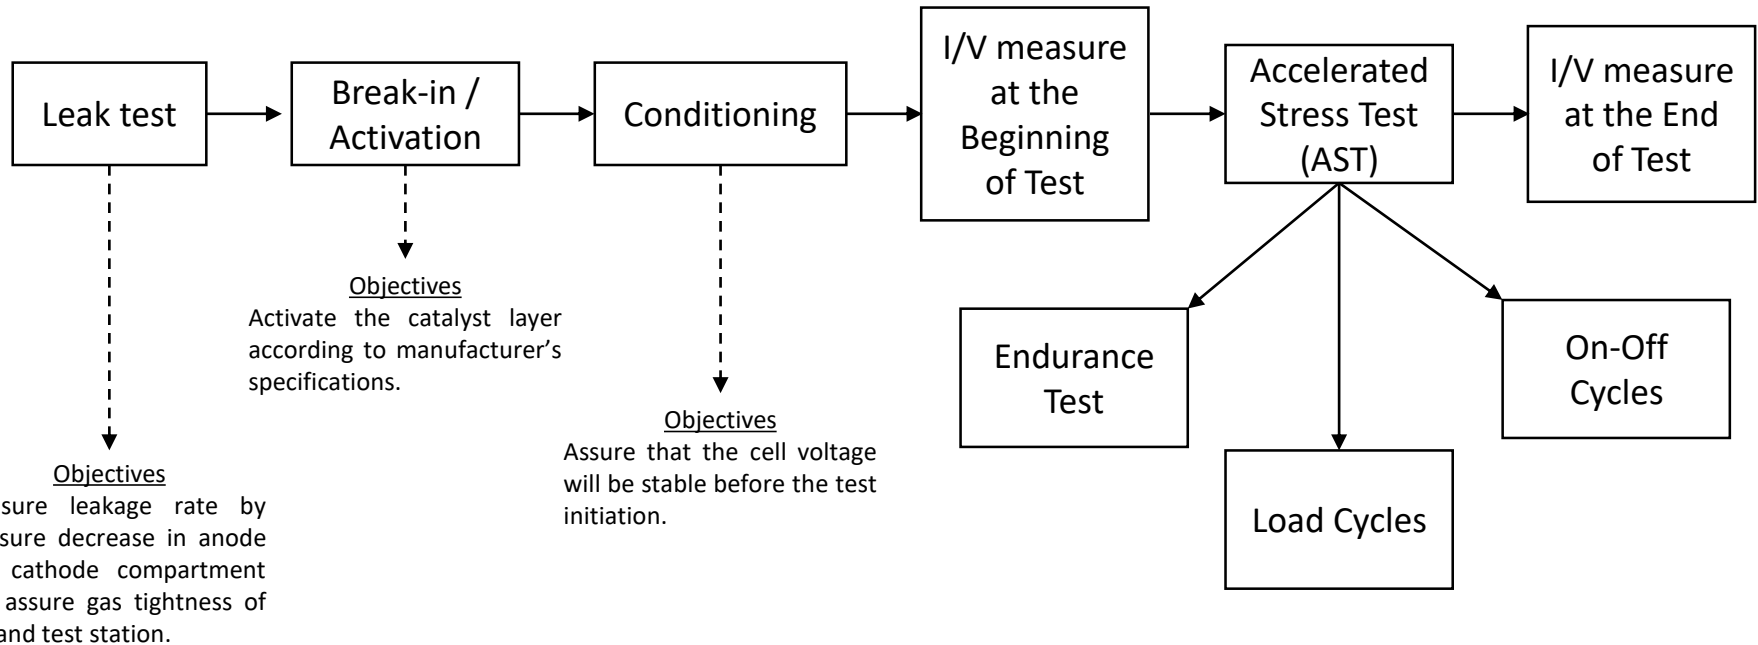 Leak test
Break-in /
Activation
Conditioning
I/V measure
at the
Beginning
of Test
Accelerated
Stress Test
(AST)
I/V measure
at the End
of Test
Objectives
Activate the catalyst layer
according to manufacturer's
specifications.
Objectives
Assure that the cell voltage
will be stable before the test
initiation.
Objectives
leakage rate by
decrease in anode
cathode compartment
assure gas tightness of
and test station.
Endurance
Test
Load Cycles
On-Off
Cycles